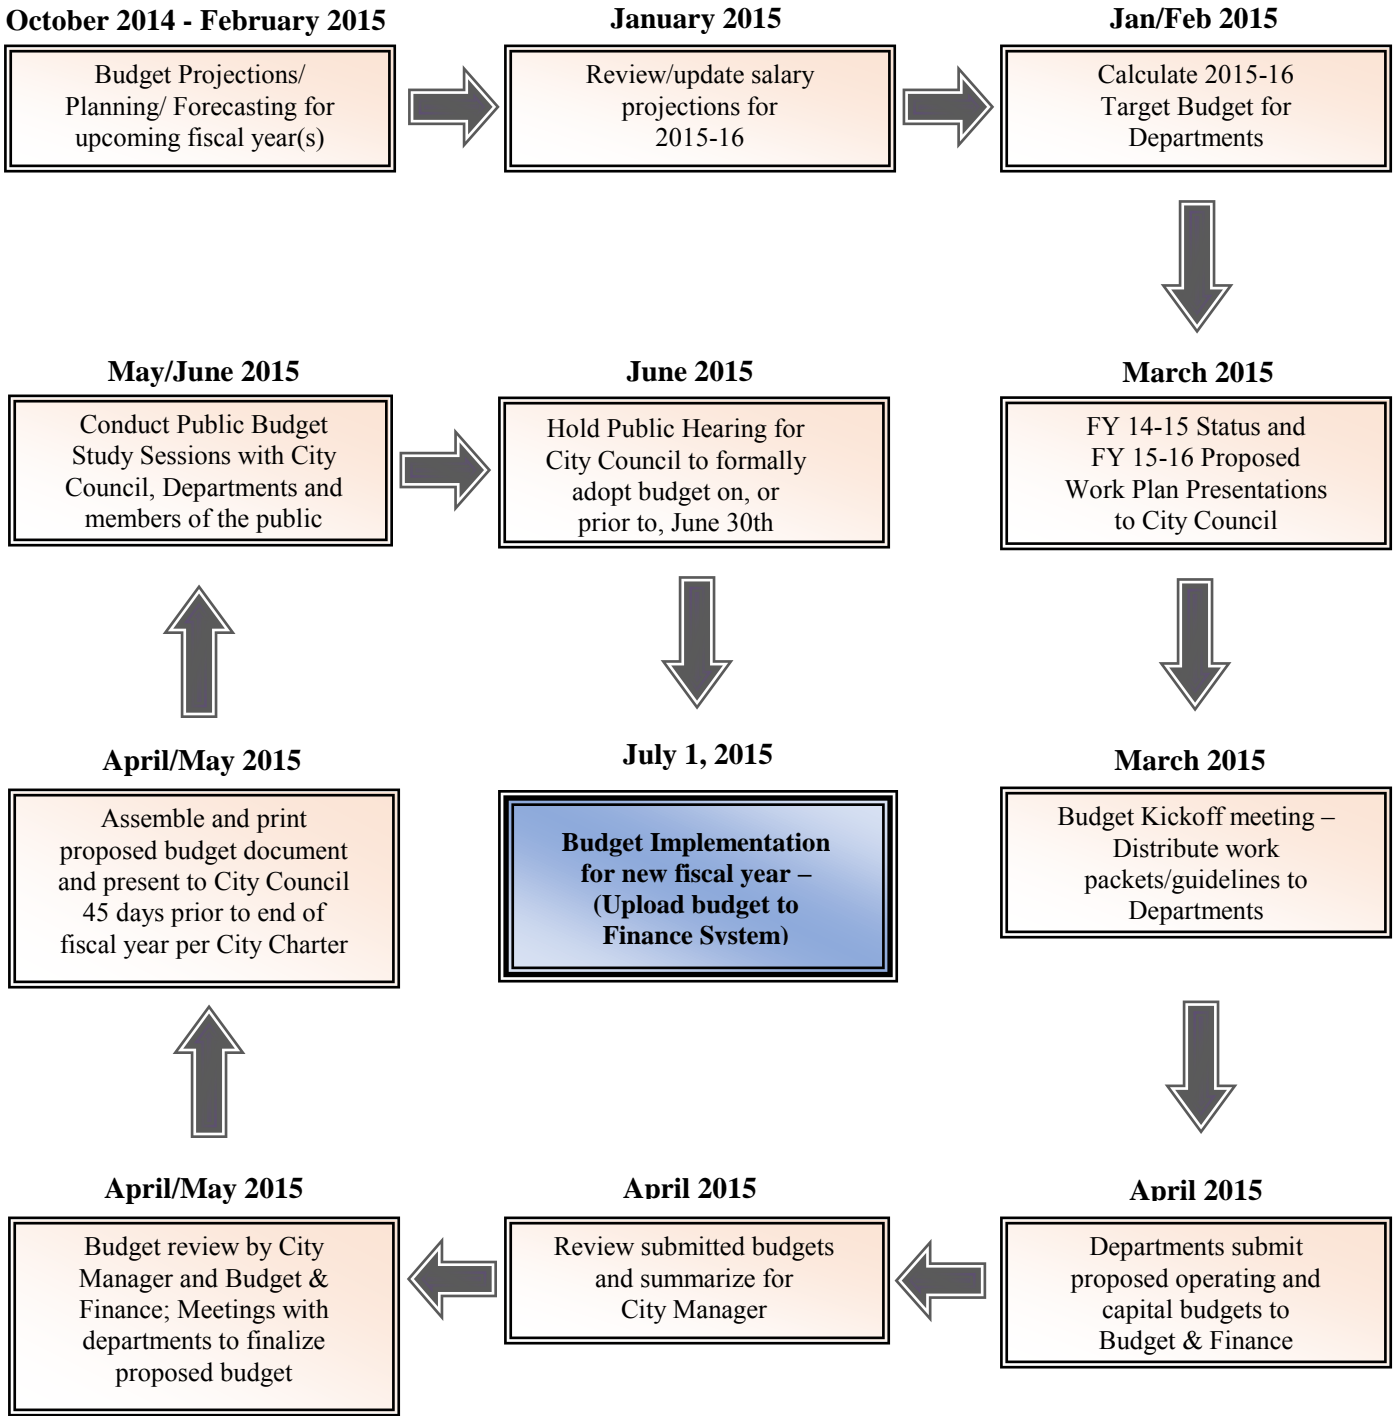 October 2014 - February 2015
Budget Projections/
Planning/ Forecasting for
upcoming fiscal year(s)
January 2015
Review/update salary
projections for
2015-16
Jan/Feb 2015
Calculate 2015-16
Target Budget for
Departments
March 2015
FY 14-15 Status and
FY 15-16 Proposed
Work Plan Presentations
to City Council
March 2015
Budget Kickoff meeting –
Distribute work
packets/guidelines to
Departments
April 2015
Departments submit
proposed operating and
capital budgets to
Budget & Finance
April 2015
Review submitted budgets
and summarize for
City Manager
April/May 2015
Budget review by City
Manager and Budget &
Finance; Meetings with
departments to finalize
proposed budget
April/May 2015
Assemble and print
proposed budget document
and present to City Council
45 days prior to end of
fiscal year per City Charter
May/June 2015
Conduct Public Budget
Study Sessions with City
Council, Departments and
members of the public
June 2015
Hold Public Hearing for
City Council to formally
adopt budget on, or
prior to, June 30th
July 1, 2015
Budget Implementation
for new fiscal year –
(Upload budget to
Finance System)